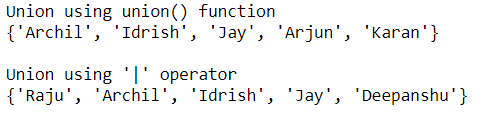 Union using union() function
{'Archil', 'Idrish', 'Jay', 'Arjun', 'Karan'}
Union using '|' operator
{'Raju', 'Archil', 'Idrish', 'Jay', 'Deepanshu'}